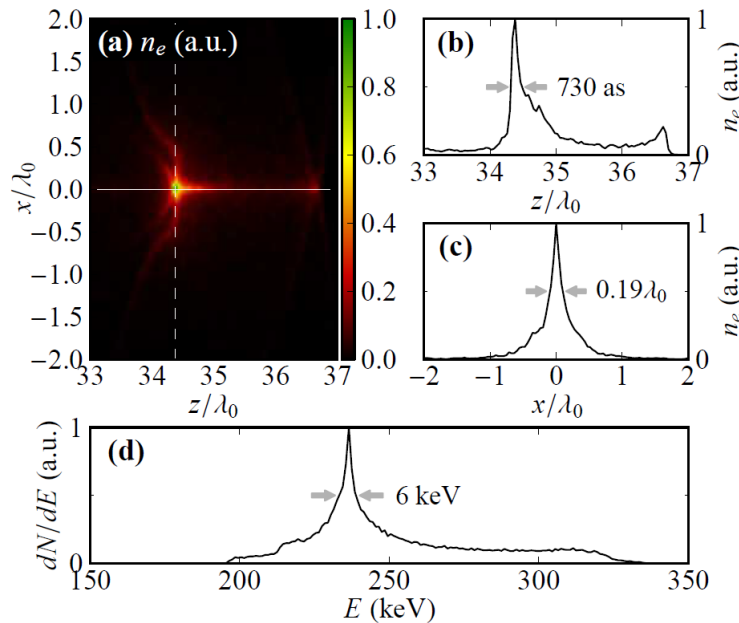 (a) n_e (a.u.)
2.0
1.5
1.0
0.5
0.0
−0.5
−1.0
−1.5
−2.0
x/λ₀
33 34 35 36 37
z/λ₀
1.0
0.8
0.6
0.4
0.2
0.0
(b)
730 as
1
0
n_e (a.u.)
33 34 35 36 37
z/λ₀
(c)
0.19λ₀
1
0
n_e (a.u.)
−2 −1 0 1 2
x/λ₀
(d)
6 keV
1
0
dN/dE (a.u.)
150 200 250 300 350
E (keV)